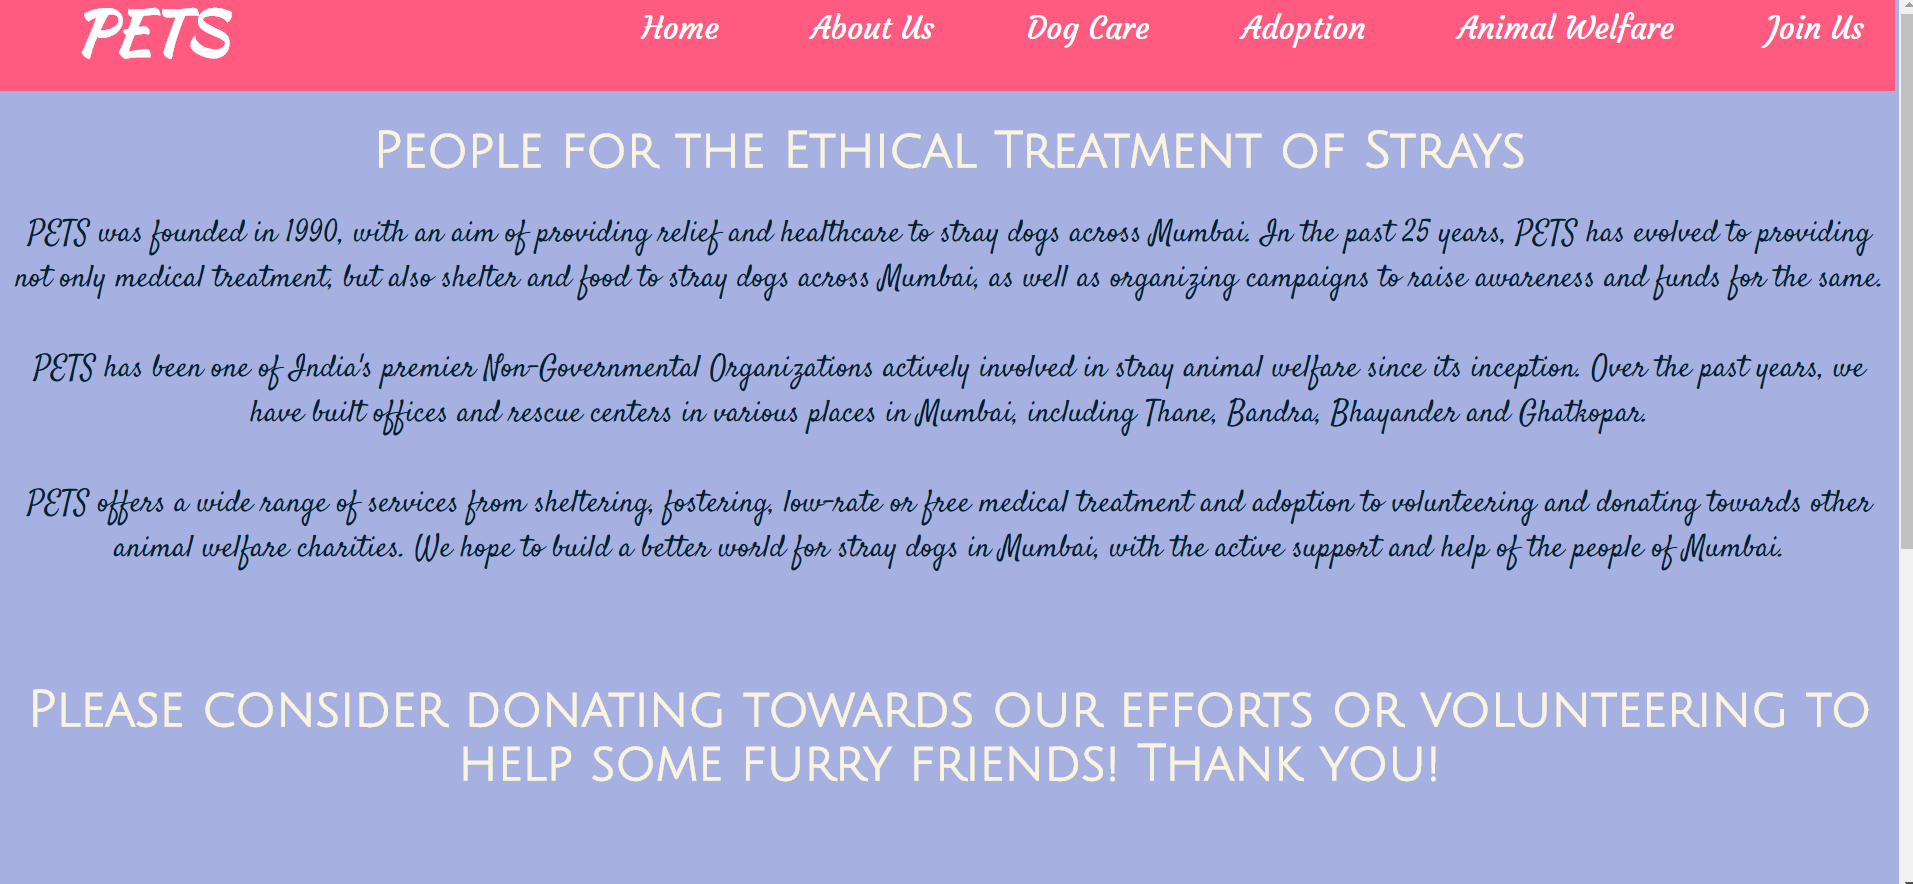 PETS
Home About Us Dog Care Adoption Animal Welfare Join Us
People for the Ethical Treatment of Strays
PETS was founded in 1990, with an aim of providing relief and healthcare to stray dogs across Mumbai. In the past 25 years, PETS has evolved to providing
not only medical treatment, but also shelter and food to stray dogs across Mumbai, as well as organizing campaigns to raise awareness and funds for the same.
PETS has been one of India's premier Non-Governmental Organizations actively involved in stray animal welfare since its inception. Over the past years, we
have built offices and rescue centers in various places in Mumbai, including Thane, Bandra, Bhayander and Ghatkopar.
PETS offers a wide range of services from sheltering, fostering, low-rate or free medical treatment and adoption to volunteering and donating towards other
animal welfare charities. We hope to build a better world for stray dogs in Mumbai, with the active support and help of the people of Mumbai.
Please consider donating towards our efforts or volunteering to
help some furry friends! Thank you!